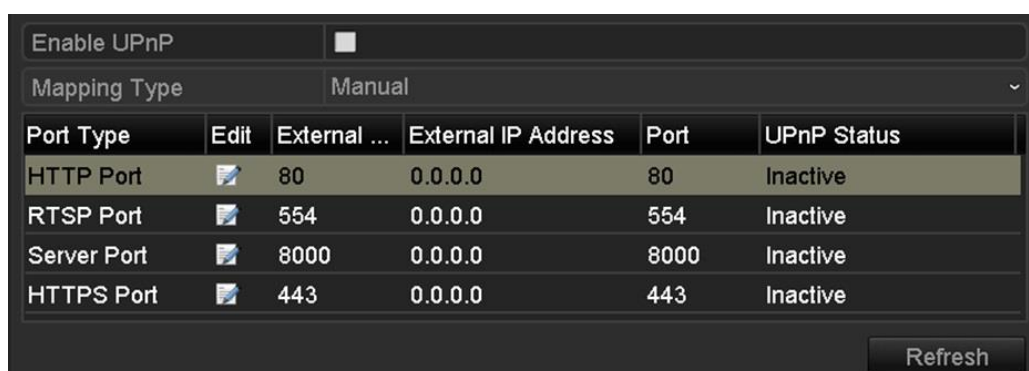 Enable UPnP
Mapping Type Manual
Port Type Edit External ... External IP Address Port UPnP Status
HTTP Port 80 0.0.0.0 80 Inactive
RTSP Port 554 0.0.0.0 554 Inactive
Server Port 8000 0.0.0.0 8000 Inactive
HTTPS Port 443 0.0.0.0 443 Inactive
Refresh